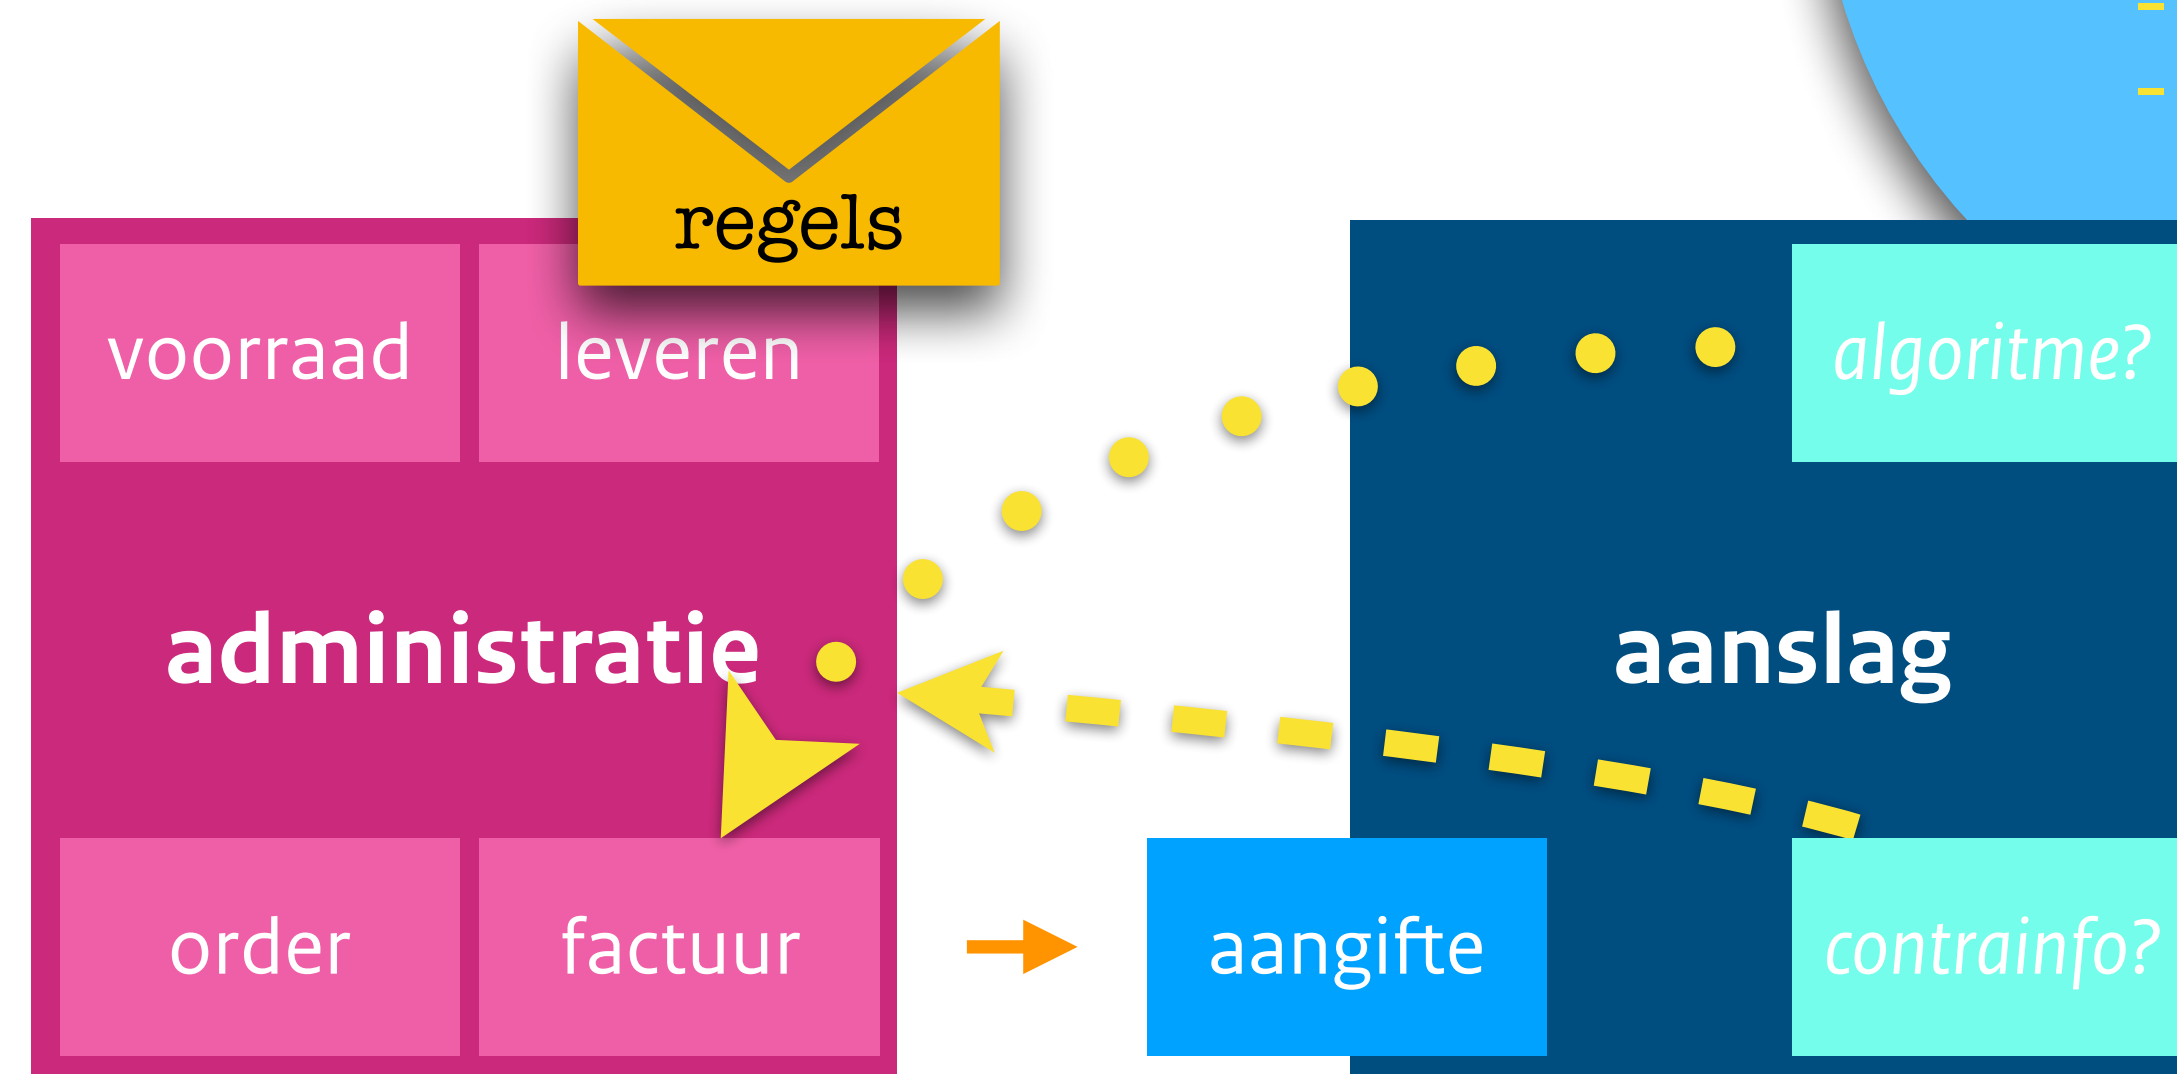 regels
voorraad
leveren
algoritme?
administratie
aanslag
order
factuur
aangifte
contrainfo?